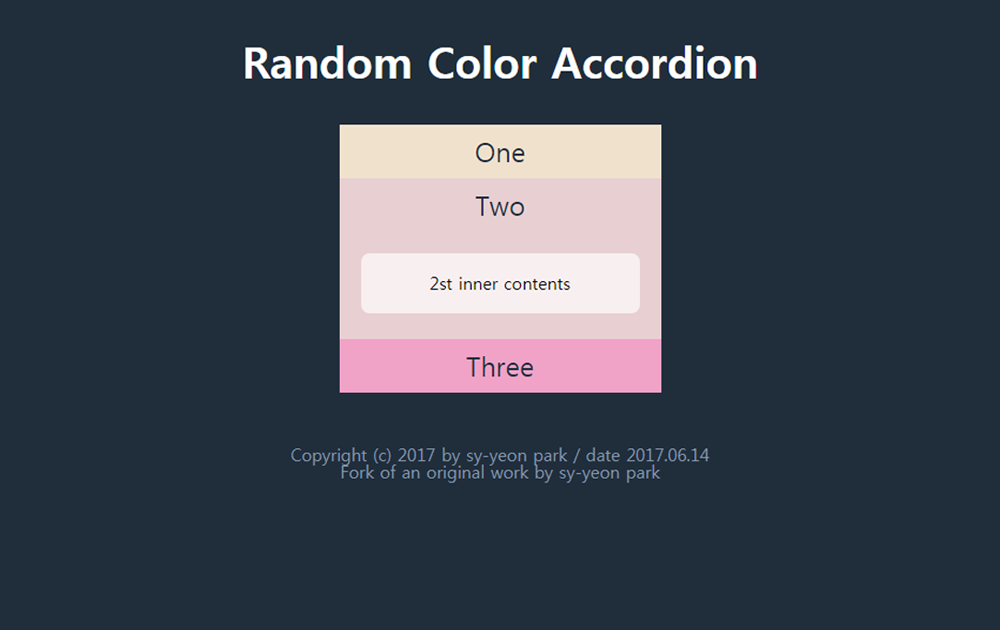 Random Color Accordion
One
Two
2st inner contents
Three
Copyright (c) 2017 by sy-yeon park / date 2017.06.14
Fork of an original work by sy-yeon park